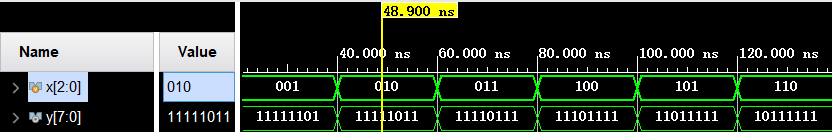 48.900 ns
Name Value
40.000 ns 60.000 ns 80.000 ns 100.000 ns 120.000 ns
x[2:0] 010 001 010 011 100 101 110
y[7:0] 11111011 11111101 11111011 11110111 11101111 11011111 10111111